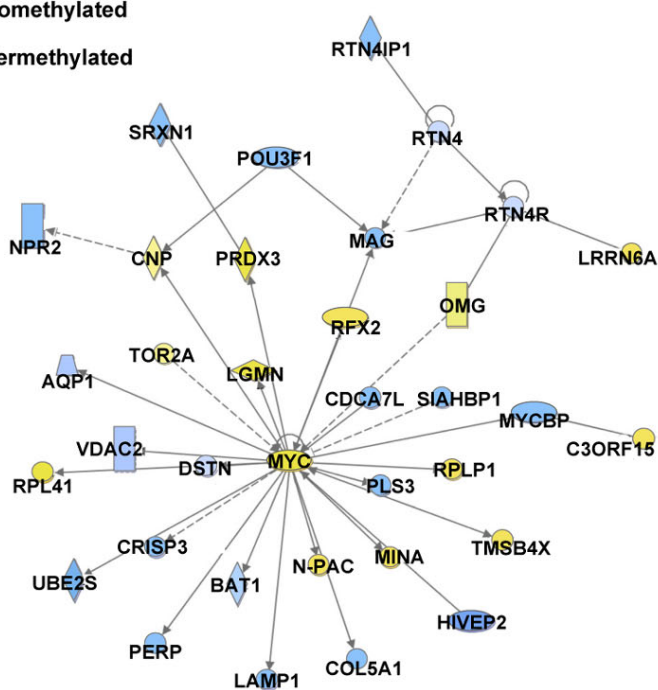 omethylated
ermethylated
RTN4IP1
SRXN1
RTN4
POU3F1
RTN4R
NPR2
CNP
PRDX3
MAG
LRRN6A
OMG
RFX2
TOR2A
LGMN
AQP1
CDCA7L
SIAHBP1
MYCBP
C3ORF15
VDAC2
DSTN
MYC
RPLP1
RPL41
PLS3
CRISP3
TMSB4X
UBE2S
BAT1
N-PAC
MINA
HIVEP2
PERP
LAMP1
COL5A1